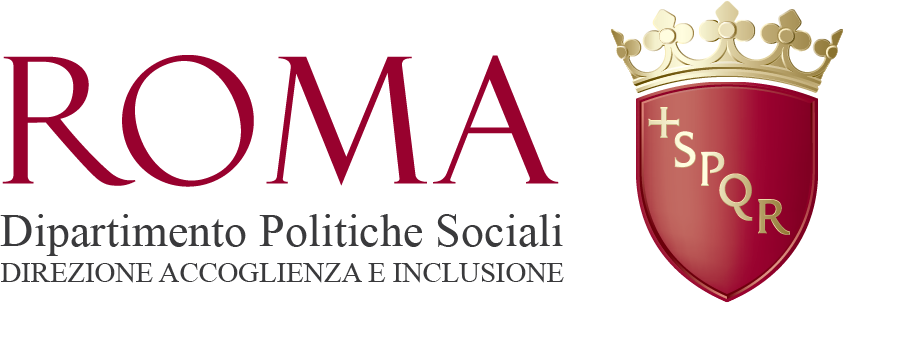 ROMA
Dipartimento Politiche Sociali
DIREZIONE ACCOGLIENZA E INCLUSIONE
+SPQR